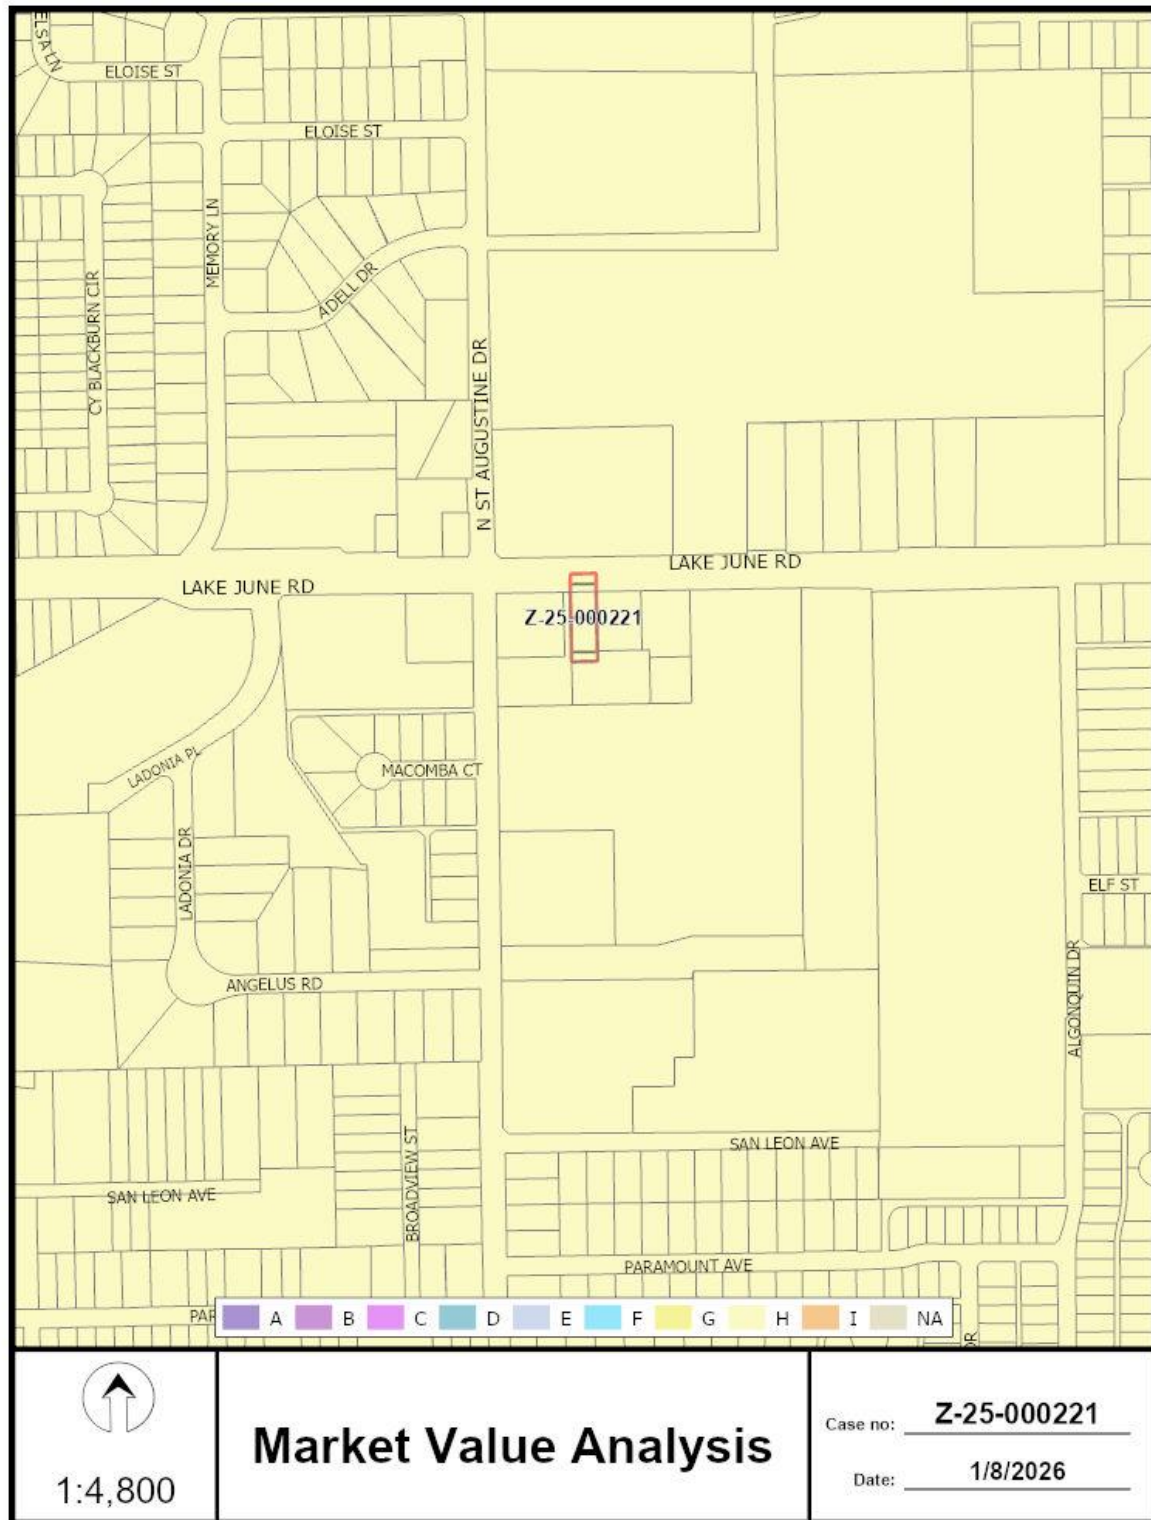 ELSA LN
ELOISE ST
ELOISE ST
MEMORY LN
CY BLACKBURN CIR
ADELL DR
N ST AUGUSTINE DR
LAKE JUNE RD
LAKE JUNE RD
Z-25-000221
LADONIA PL
MACOMBA CT
LADONIA DR
ELF ST
ANGELUS RD
ALGONQUIN DR
SAN LEON AVE
BROADVIEW ST
SAN LEON AVE
PARAMOUNT AVE
PAR
A B C D E F G H I NA
DR
1:4,800
Market Value Analysis
Case no: Z-25-000221
Date: 1/8/2026